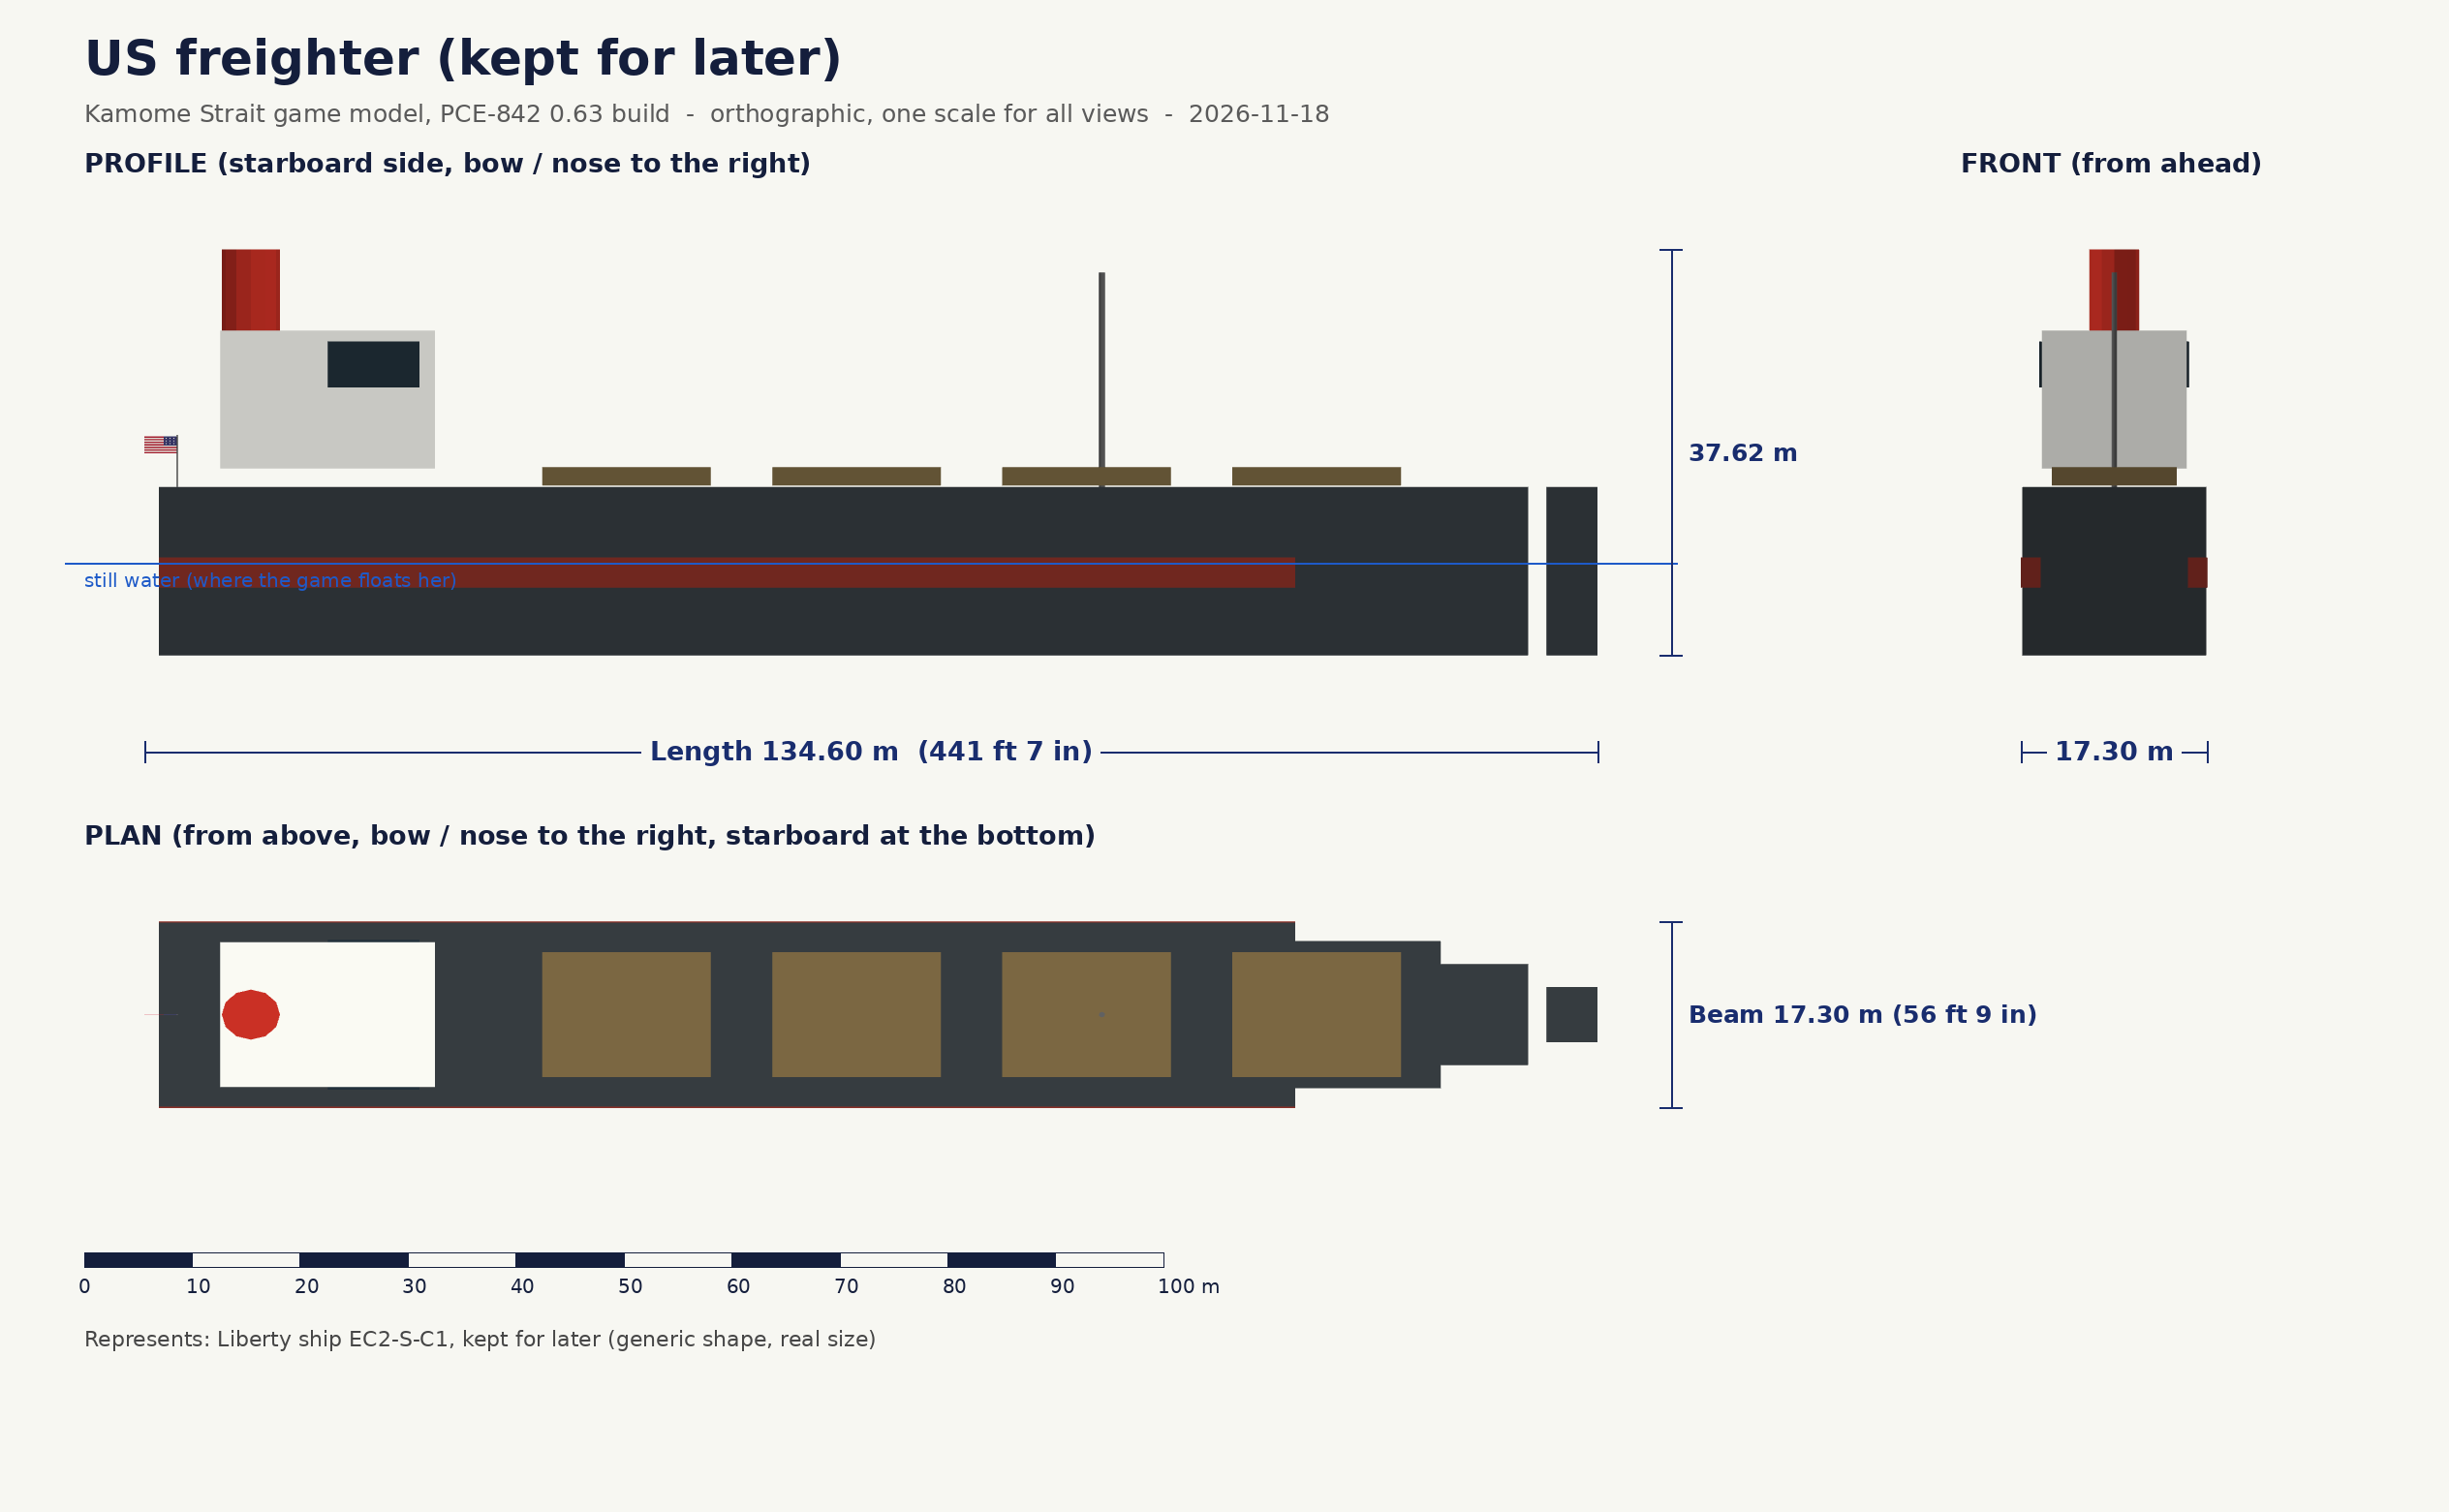 US freighter (kept for later)
Kamome Strait game model, PCE-842 0.63 build  -  orthographic, one scale for all views  -  2026-11-18
PROFILE (starboard side, bow / nose to the right)
FRONT (from ahead)
37.62 m
still water (where the game floats her)
Length 134.60 m  (441 ft 7 in)
17.30 m
PLAN (from above, bow / nose to the right, starboard at the bottom)
Beam 17.30 m (56 ft 9 in)
0 10 20 30 40 50 60 70 80 90 100 m
Represents: Liberty ship EC2-S-C1, kept for later (generic shape, real size)